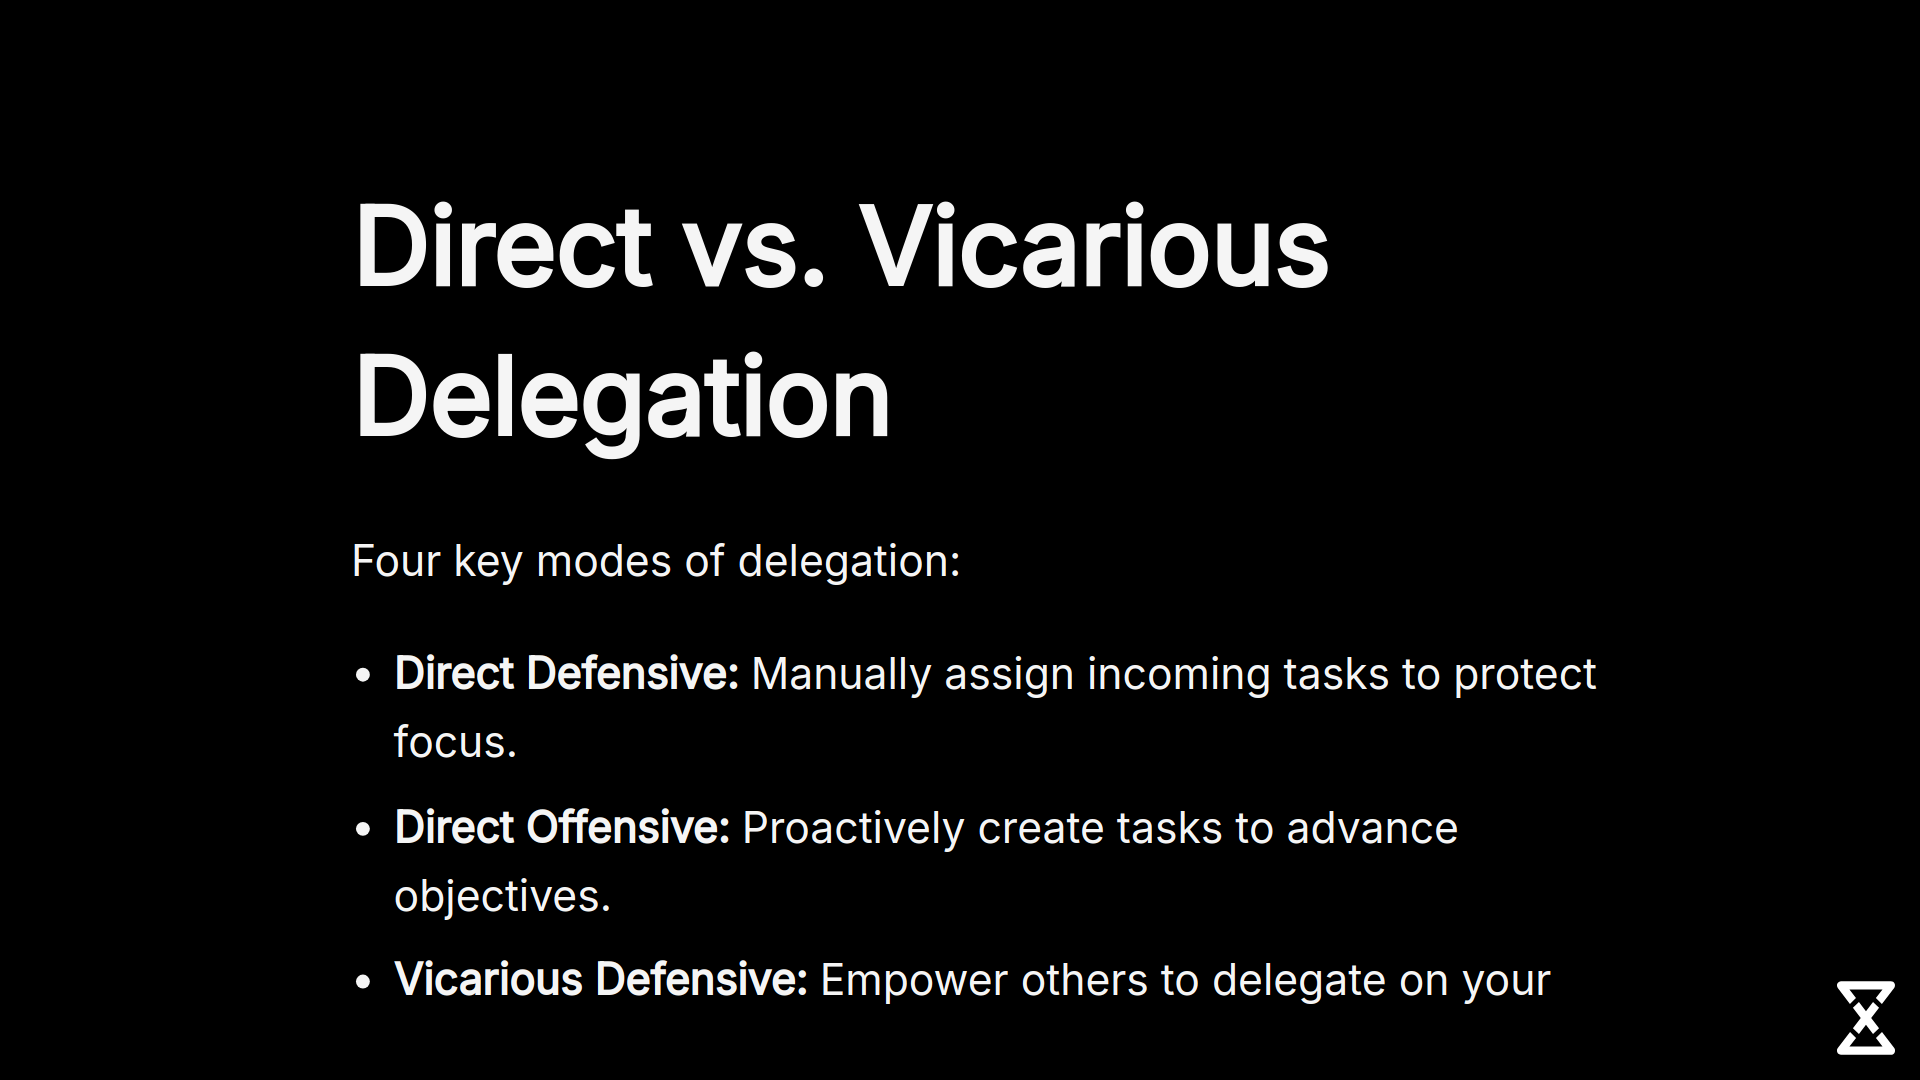 Direct vs. Vicarious
Delegation
Four key modes of delegation:
• Direct Defensive: Manually assign incoming tasks to protect
focus.
• Direct Offensive: Proactively create tasks to advance
objectives.
• Vicarious Defensive: Empower others to delegate on your